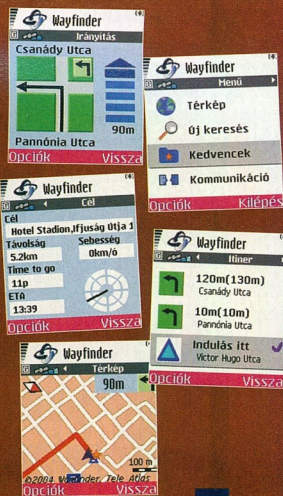 Wayfinder
Irányítás
Csanády Utca
90m
Pannónia Utca
Opciók Vissza
Wayfinder
Menü
Térkép
Új keresés
Kedvencek
Kommunikáció
Opciók Kilépés
Wayfinder
Cél
Cél
Hotel Stadion,Ifjuság útja 1
Távolság Sebesség
5.2km 0km/ó
Time to go
11p
ETA
13:39
Opciók Vissza
Wayfinder
Itiner
120m(130m)
Csanády Utca
10m(10m)
Pannónia Utca
Indulás itt
Victor Hugo Utca
Opciók Vissza
Wayfinder
Térkép
90m
100 m
©2004 Wayfinder, Tele Atlas
Opciók Vissza